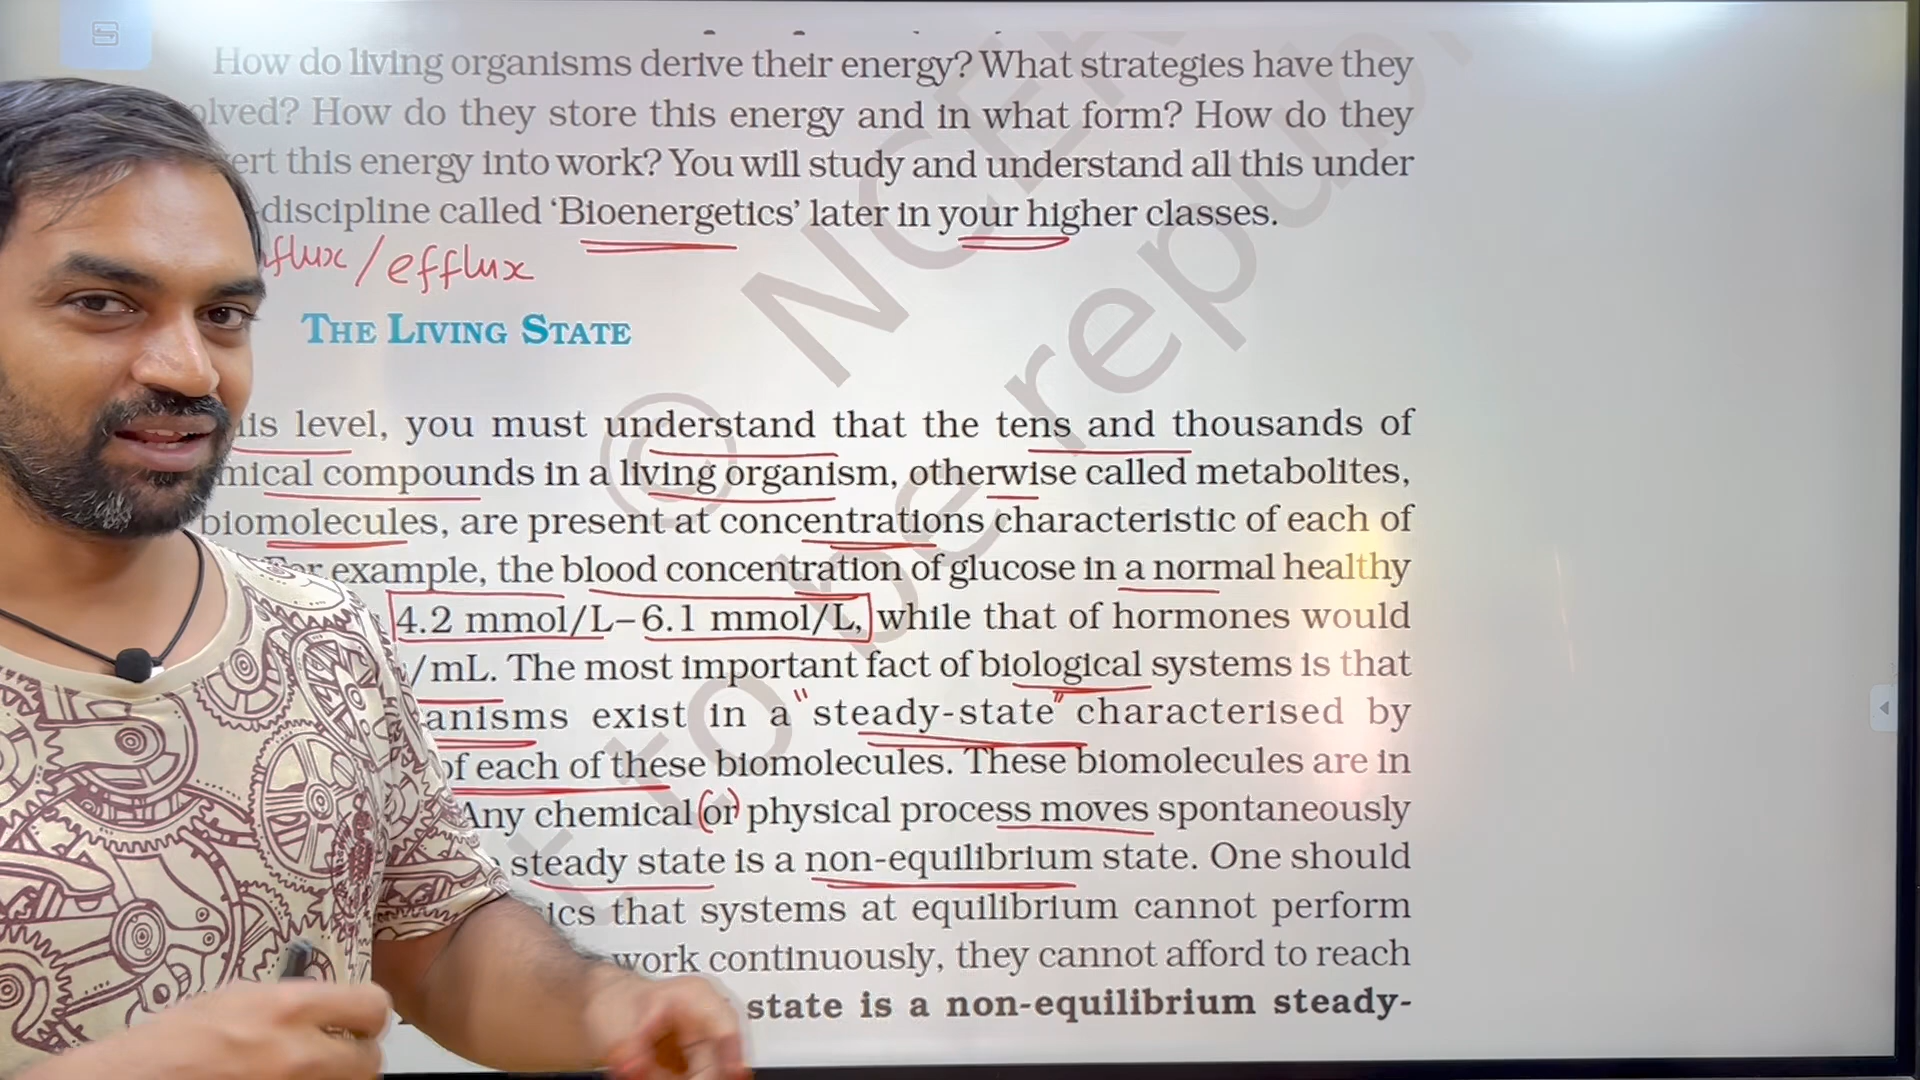 How do living organisms derive their energy? What strategies have they
olved? How do they store this energy and in what form? How do they
ert this energy into work? You will study and understand all this under
discipline called ‘Bioenergetics’ later in your higher classes.
flux/efflux
THE LIVING STATE
is level, you must understand that the tens and thousands of
mical compounds in a living organism, otherwise called metabolites,
biomolecules, are present at concentrations characteristic of each of
For example, the blood concentration of glucose in a normal healthy
4.2 mmol/L–6.1 mmol/L, while that of hormones would
/mL. The most important fact of biological systems is that
anisms exist in a "steady-state" characterised by
of each of these biomolecules. These biomolecules are in
Any chemical (or) physical process moves spontaneously
steady state is a non-equilibrium state. One should
ics that systems at equilibrium cannot perform
work continuously, they cannot afford to reach
state is a non-equilibrium steady-
© NCER
to be republ